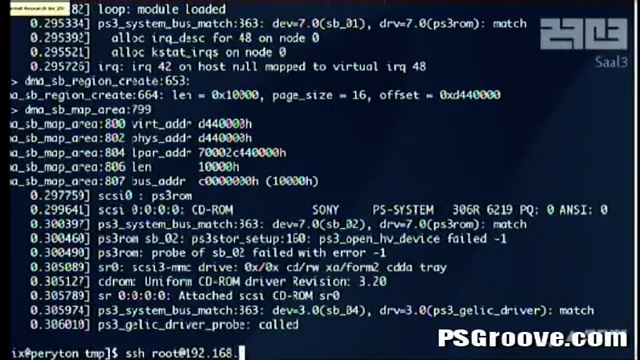 82] loop: module loaded
0.295334] ps3_system_bus_match:363: dev=7.0(sb_01), drv=7.0(ps3rom): match
0.295392] alloc irq_desc for 48 on node 0
0.295521] alloc kstat_irqs on node 0
0.295651] irq: irq 42 on host null mapped to virtual irq 48
> dma_sb_region_create:653:
a_sb_region_create:664: len = 0x10000, page_size = 16, offset = 0xd440000
> dma_sb_map_area:799
a_sb_map_area:800 virt_addr d440000h
a_sb_map_area:802 phys_addr d440000h
a_sb_map_area:804 lpar_addr 70002c440000h
a_sb_map_area:806 len 10000h
a_sb_map_area:807 bus_addr c0000000h (10000h)
0.297759] scsi0 : ps3rom
0.299641] scsi 0:0:0:0: CD-ROM SONY PS-SYSTEM 306R 6219 PQ: 0 ANSI: 0
0.300397] ps3_system_bus_match:363: dev=7.0(sb_02), drv=7.0(ps3rom): match
0.300460] ps3rom sb_02: ps3stor_setup:160: ps3_open_hv_device failed -1
0.300490] ps3rom: probe of sb_02 failed with error -1
0.305089] sr0: scsi3-mmc drive: 0x/0x cd/rw xa/form2 cdda tray
0.305127] cdrom: Uniform CD-ROM driver Revision: 3.20
0.305789] sr 0:0:0:0: Attached scsi CD-ROM sr0
0.305974] ps3_system_bus_match:363: dev=3.0(sb_04), drv=3.0(ps3_gelic_driver): match
0.306010] ps3_gelic_driver_probe: called
ix@peryton tmp]$ ssh root@192.168.
Saal3
PSGroove.com